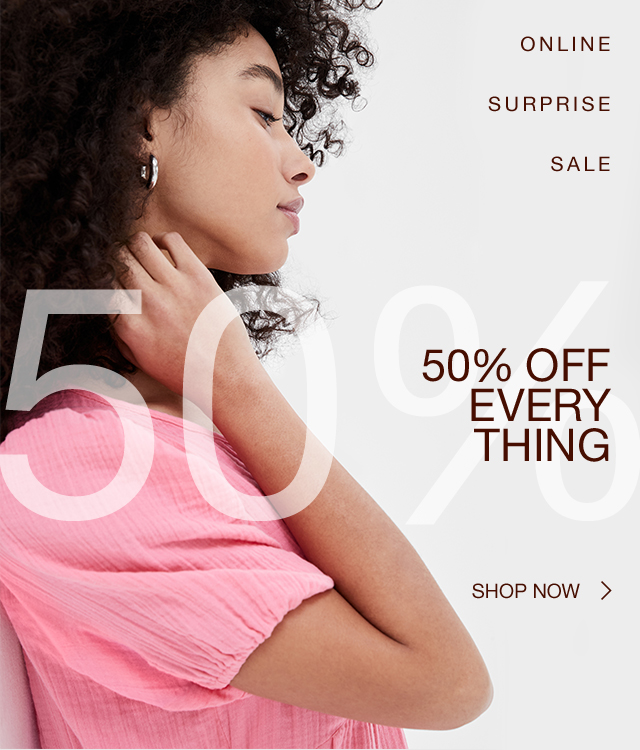 ONLINE
SURPRISE
SALE
50%
50% OFF
EVERY
THING
SHOP NOW >